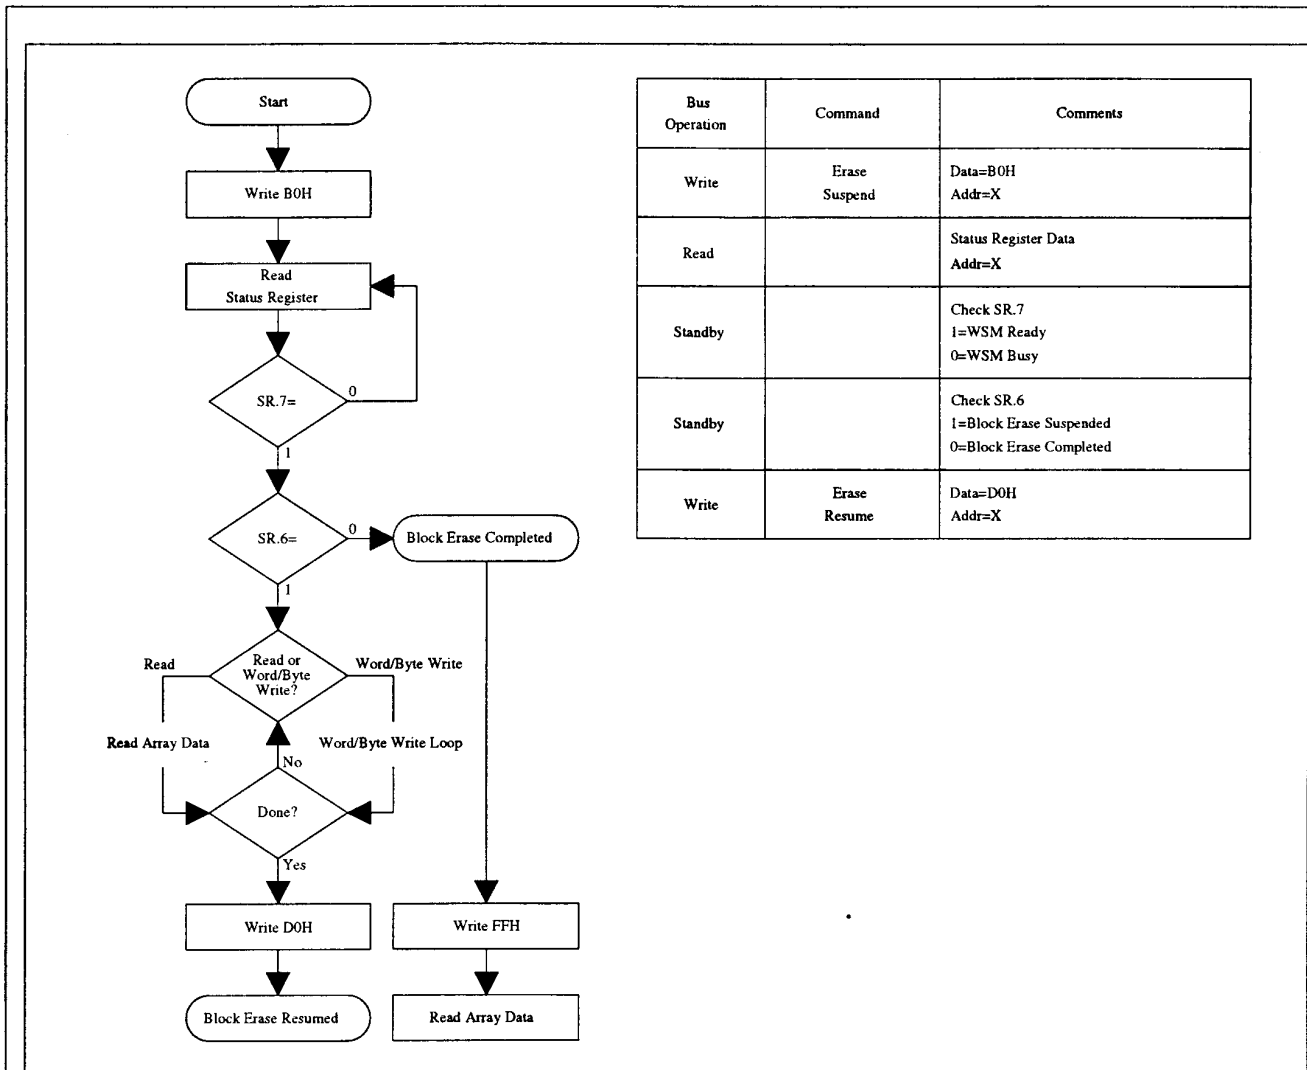 Start
Write B0H
Read
Status Register
SR.7=
0
1
SR.6=
0
Block Erase Completed
1
Read or
Word/Byte
Write?
Read
Word/Byte Write
Read Array Data
Word/Byte Write Loop
No
Done?
Yes
Write D0H
Write FFH
Block Erase Resumed
Read Array Data
Bus
Operation
Command
Comments
Write
Erase
Suspend
Data=B0H
Addr=X
Read
Status Register Data
Addr=X
Standby
Check SR.7
1=WSM Ready
0=WSM Busy
Standby
Check SR.6
1=Block Erase Suspended
0=Block Erase Completed
Write
Erase
Resume
Data=D0H
Addr=X